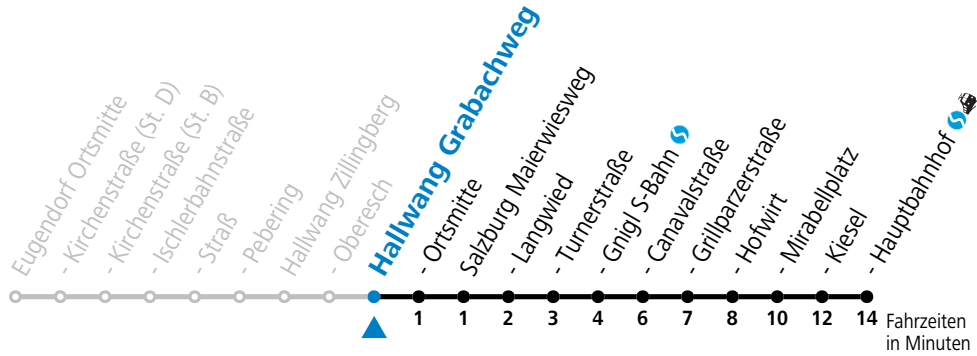 Eugendorf Ortsmitte
- Kirchenstraße (St. D)
- Kirchenstraße (St. B)
- Ischlerbahnstraße
- Straß
- Pebering
Hallwang Zillingberg
- Oberesch
Hallwang Grabachweg
- Ortsmitte
Salzburg Maierwiesweg
- Langwied
- Turnerstraße
- Gnigl S-Bahn
- Canavalstraße
- Grillparzerstraße
- Hofwirt
- Mirabellplatz
- Kiesel
- Hauptbahnhof
1 1 2 3 4 6 7 8 10 12 14 Fahrzeiten
in Minuten